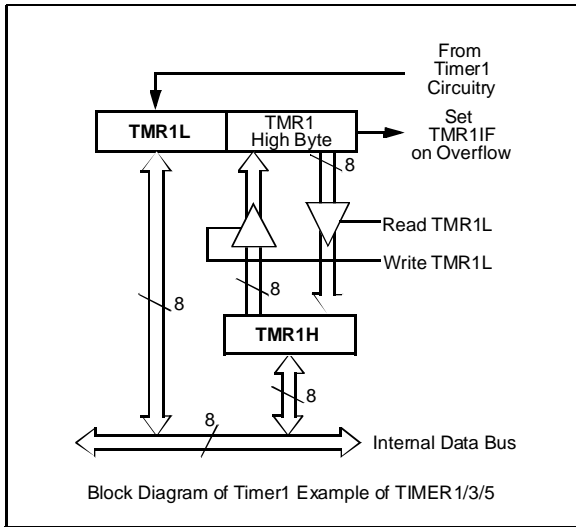 From
Timer1
Circuitry
TMR1L
TMR1
High Byte
Set
TMR1IF
on Overflow
8
Read TMR1L
Write TMR1L
8
8
TMR1H
8
8
Internal Data Bus
Block Diagram of Timer1 Example of TIMER1/3/5